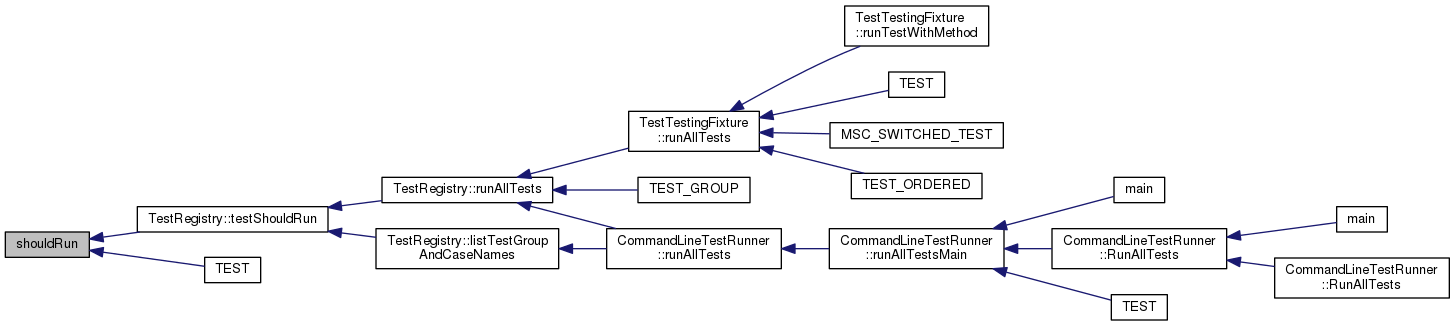 TestTestingFixture
::runTestWithMethod
TEST
TestTestingFixture
::runAllTests
MSC_SWITCHED_TEST
TEST_ORDERED
TestRegistry::runAllTests
TEST_GROUP
main
main
TestRegistry::testShouldRun
shouldRun
TestRegistry::listTestGroup
AndCaseNames
CommandLineTestRunner
::runAllTests
CommandLineTestRunner
::runAllTestsMain
CommandLineTestRunner
::RunAllTests
TEST
CommandLineTestRunner
::RunAllTests
TEST